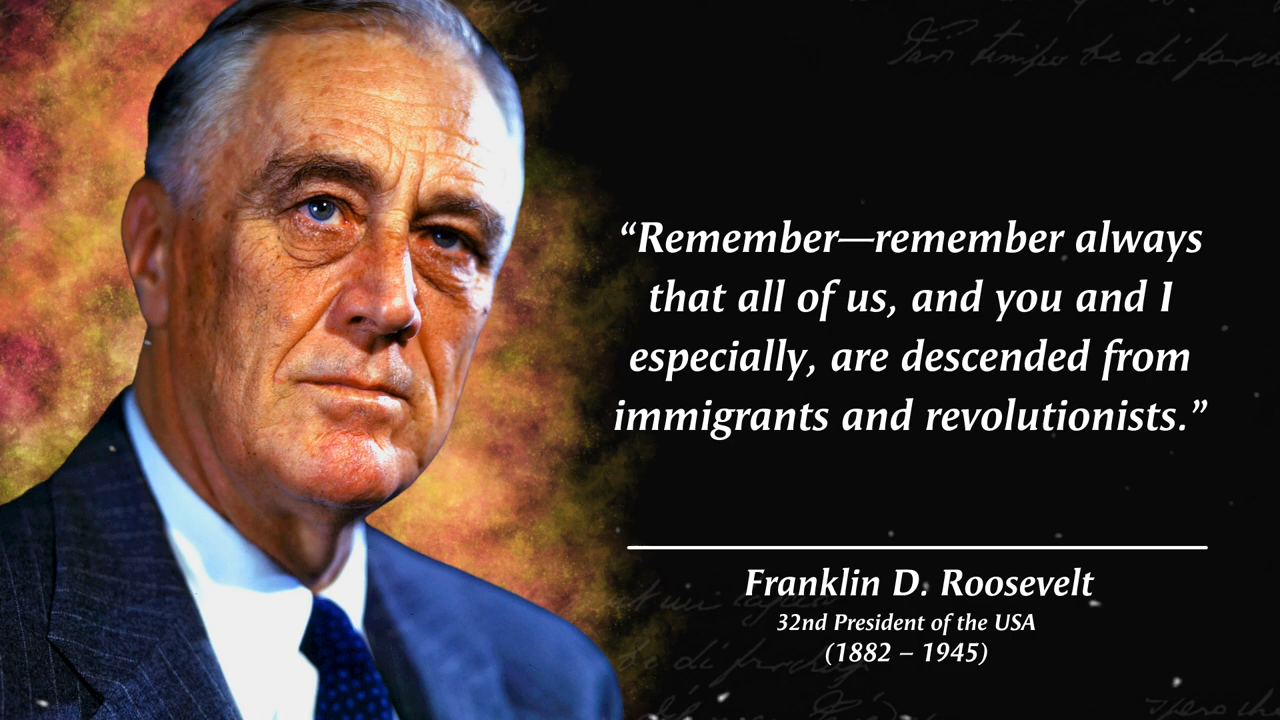 “Remember—remember always
that all of us, and you and I
especially, are descended from
immigrants and revolutionists.”
Franklin D. Roosevelt
32nd President of the USA
(1882 – 1945)